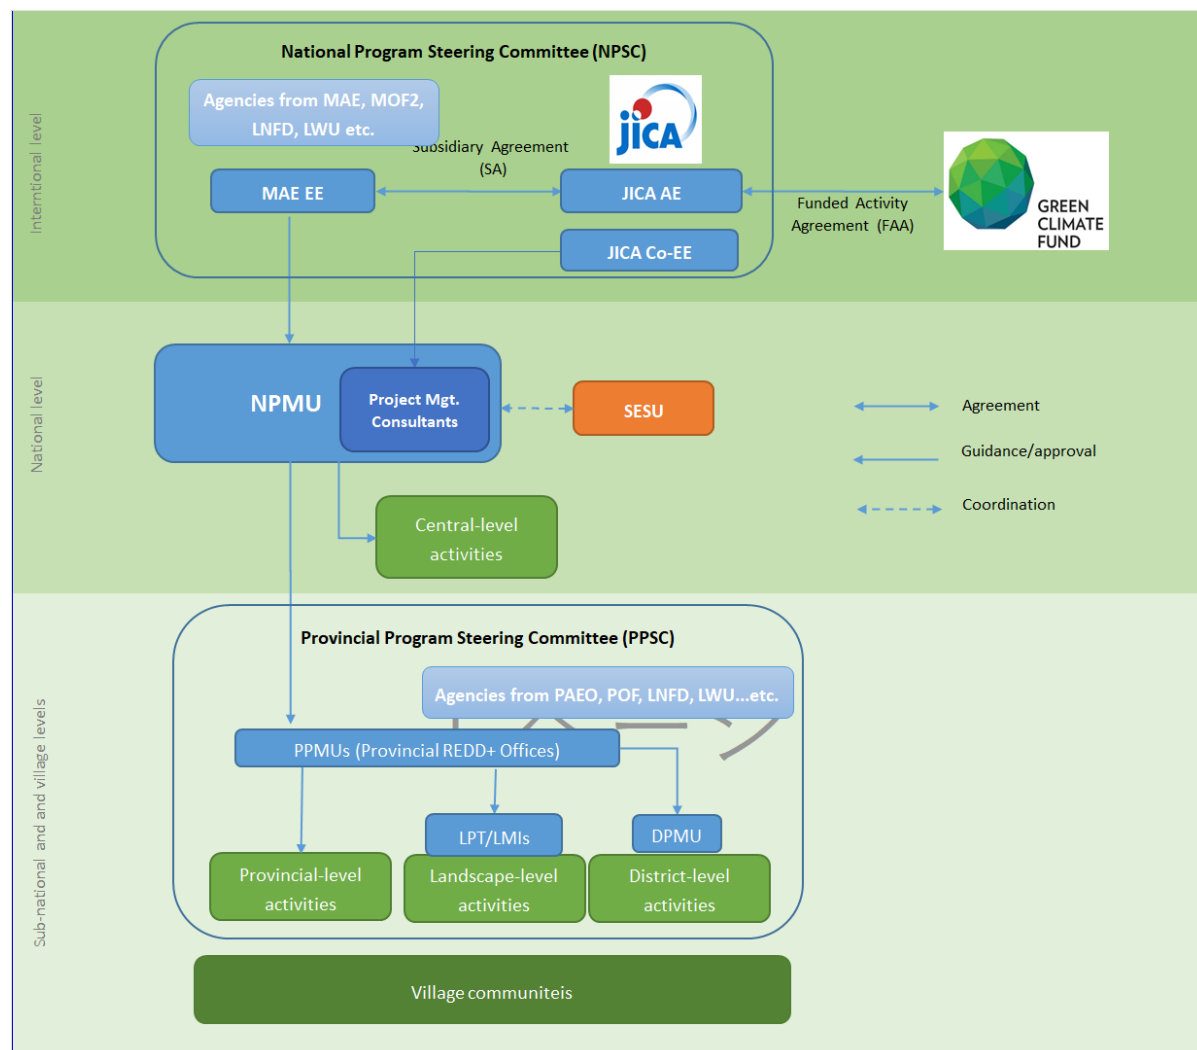 Interntional level
National Program Steering Committee (NPSC)
Agencies from MAE, MOF2,
LNFD, LWU etc.
JICA
Subsidiary Agreement
(SA)
MAE EE
JICA AE
Funded Activity
Agreement (FAA)
GREEN
CLIMATE
FUND
JICA Co-EE
National level
NPMU
Project Mgt.
Consultants
SESU
Agreement
Guidance/approval
Coordination
Central-level
activities
Sub-national and and village levels
Provincial Program Steering Committee (PPSC)
Agencies from PAEO, POF, LNFD, LWU...etc.
PPMUs (Provincial REDD+ Offices)
LPT/LMIs
DPMU
Provincial-level
activities
Landscape-level
activities
District-level
activities
Village communiteis